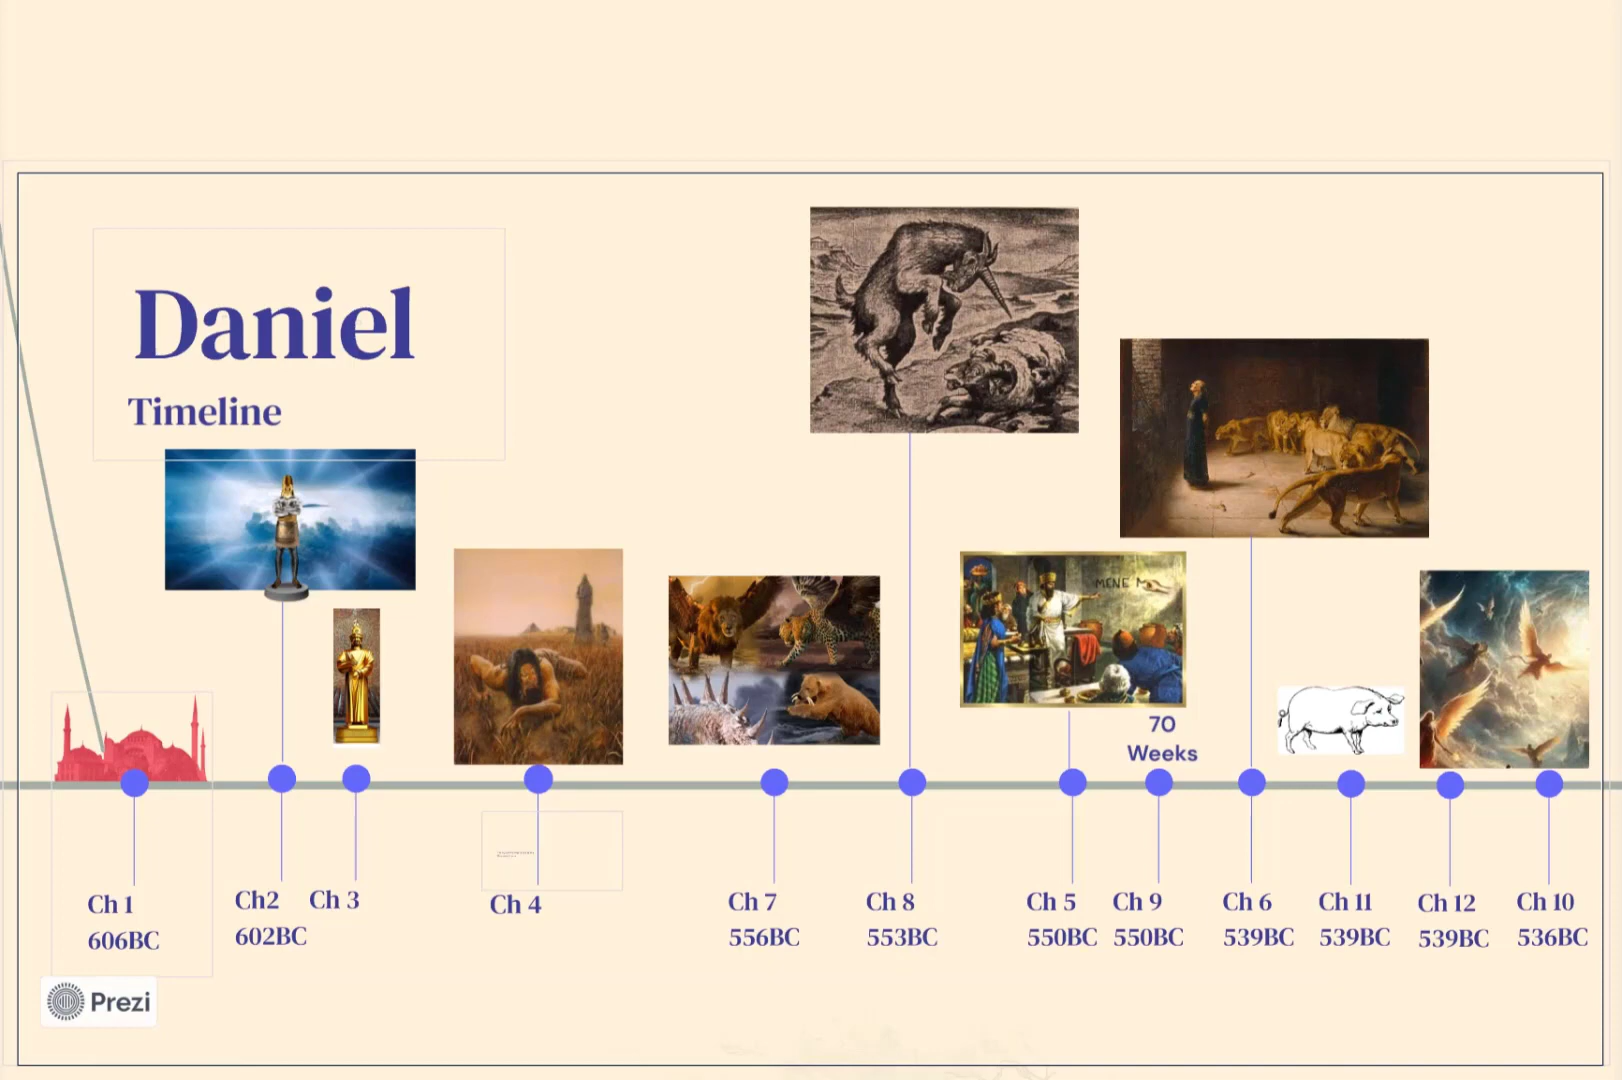 Daniel
Timeline
MENE
70
Weeks
Ch 1
606BC
Ch2
602BC
Ch 3
Ch 4
Ch 7
556BC
Ch 8
553BC
Ch 5
550BC
Ch 9
550BC
Ch 6
539BC
Ch 11
539BC
Ch 12
539BC
Ch 10
536BC
Prezi